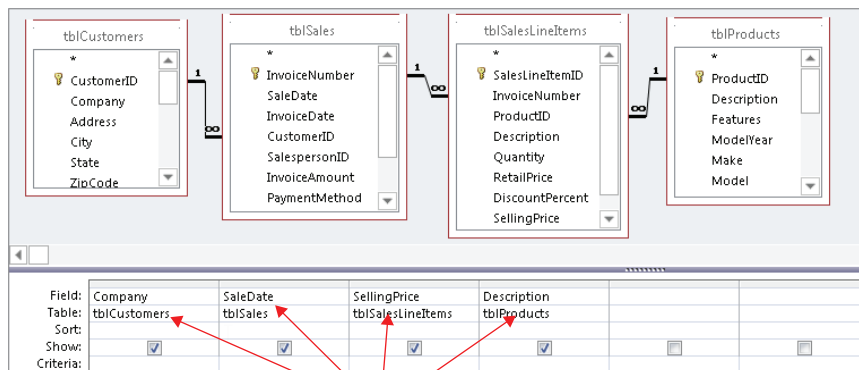 tblCustomers
*
CustomerID
Company
Address
City
State
ZipCode
1
∞
tblSales
*
InvoiceNumber
SaleDate
InvoiceDate
CustomerID
SalespersonID
InvoiceAmount
PaymentMethod
1
∞
tblSalesLineItems
*
SalesLineItemID
InvoiceNumber
ProductID
Description
Quantity
RetailPrice
DiscountPercent
SellingPrice
1
∞
tblProducts
*
ProductID
Description
Features
ModelYear
Make
Model
Field: Company SaleDate SellingPrice Description
Table: tblCustomers tblSales tblSalesLineItems tblProducts
Sort:
Show:
Criteria: